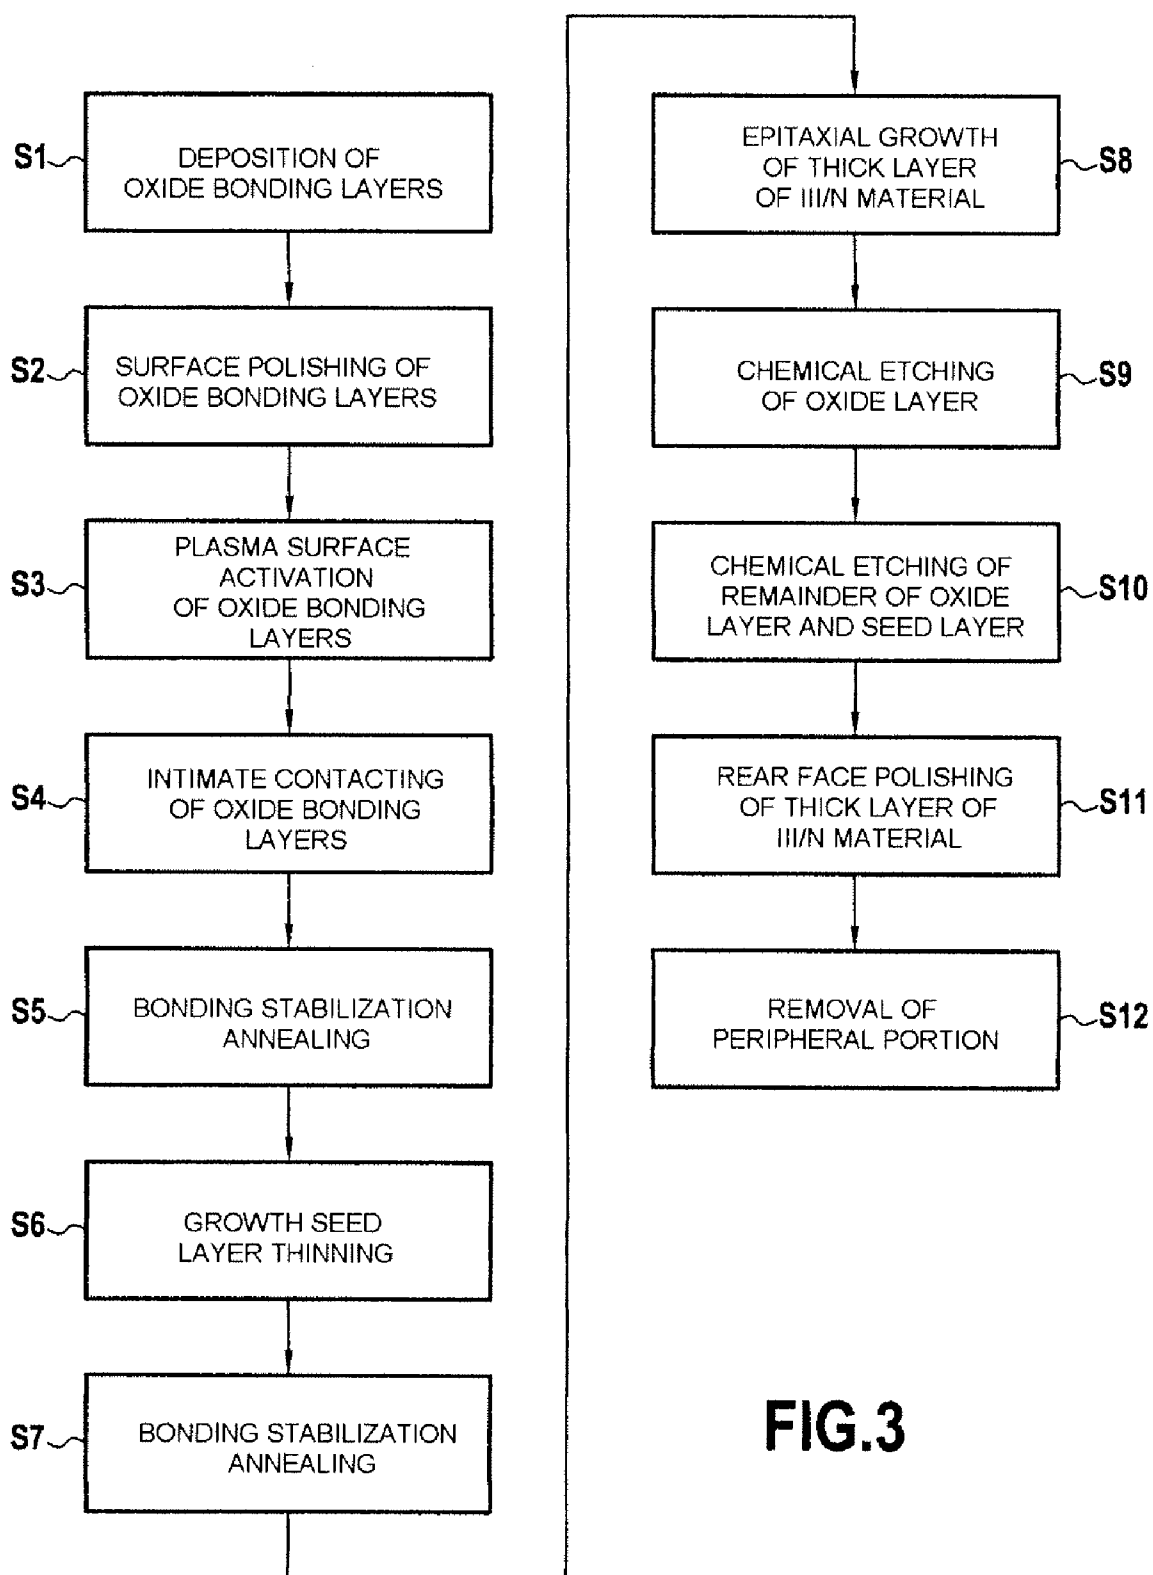 S1
DEPOSITION OF
OXIDE BONDING LAYERS
S2
SURFACE POLISHING OF
OXIDE BONDING LAYERS
S3
PLASMA SURFACE
ACTIVATION
OF OXIDE BONDING
LAYERS
S4
INTIMATE CONTACTING
OF OXIDE BONDING
LAYERS
S5
BONDING STABILIZATION
ANNEALING
S6
GROWTH SEED
LAYER THINNING
S7
BONDING STABILIZATION
ANNEALING
EPITAXIAL GROWTH
OF THICK LAYER
OF III/N MATERIAL
S8
CHEMICAL ETCHING
OF OXIDE LAYER
S9
CHEMICAL ETCHING OF
REMAINDER OF OXIDE
LAYER AND SEED LAYER
S10
REAR FACE POLISHING
OF THICK LAYER OF
III/N MATERIAL
S11
REMOVAL OF
PERIPHERAL PORTION
S12
FIG.3